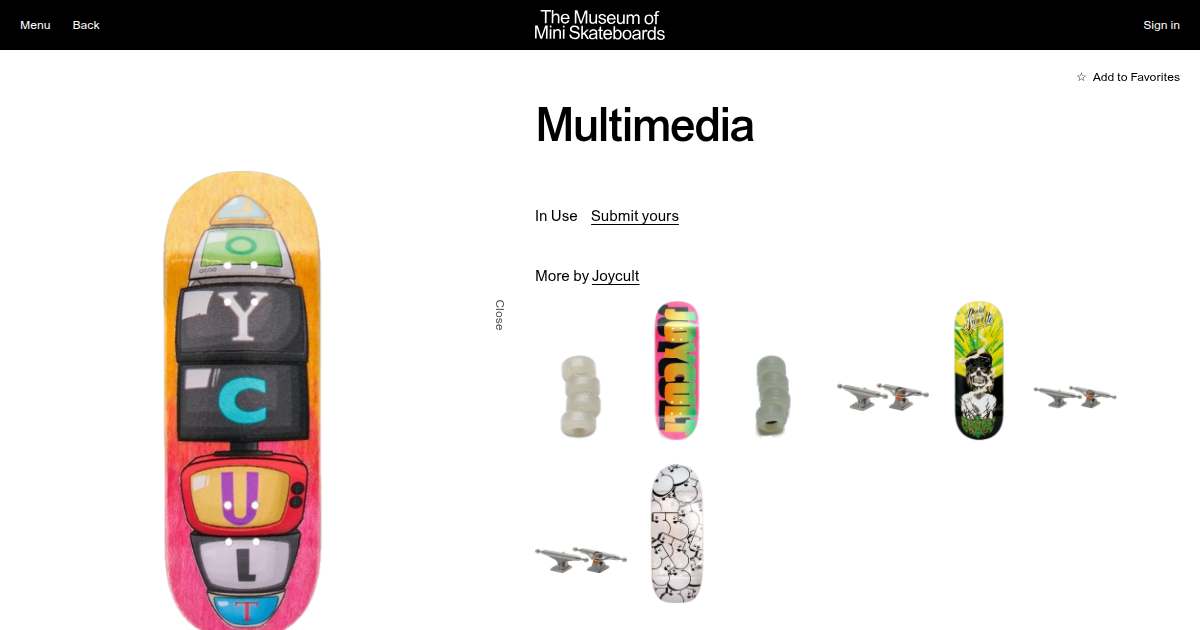 Menu
Back
The Museum of
Mini Skateboards
Sign in
☆ Add to Favorites
Multimedia
In Use
Submit yours
More by Joycult
Close
J
O
Y
C
U
L
T
JOYCULT